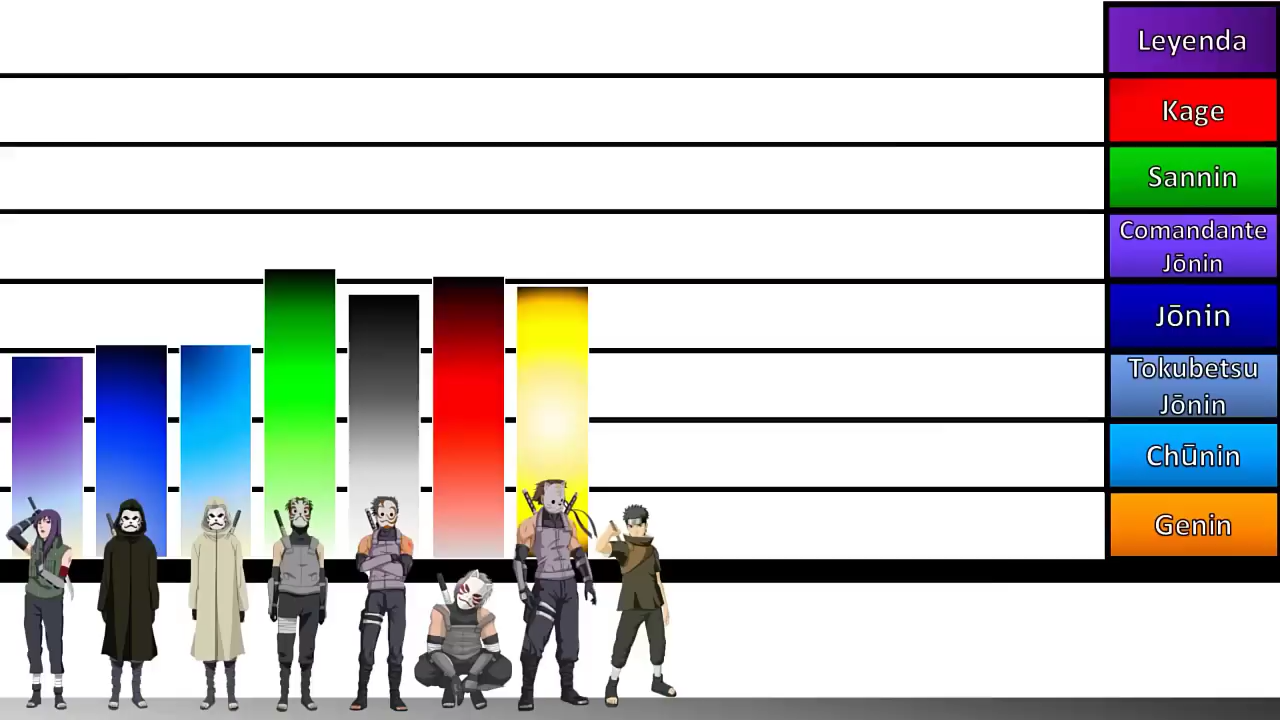 Leyenda
Kage
Sannin
Comandante
Jōnin
Jōnin
Tokubetsu
Jōnin
Chūnin
Genin